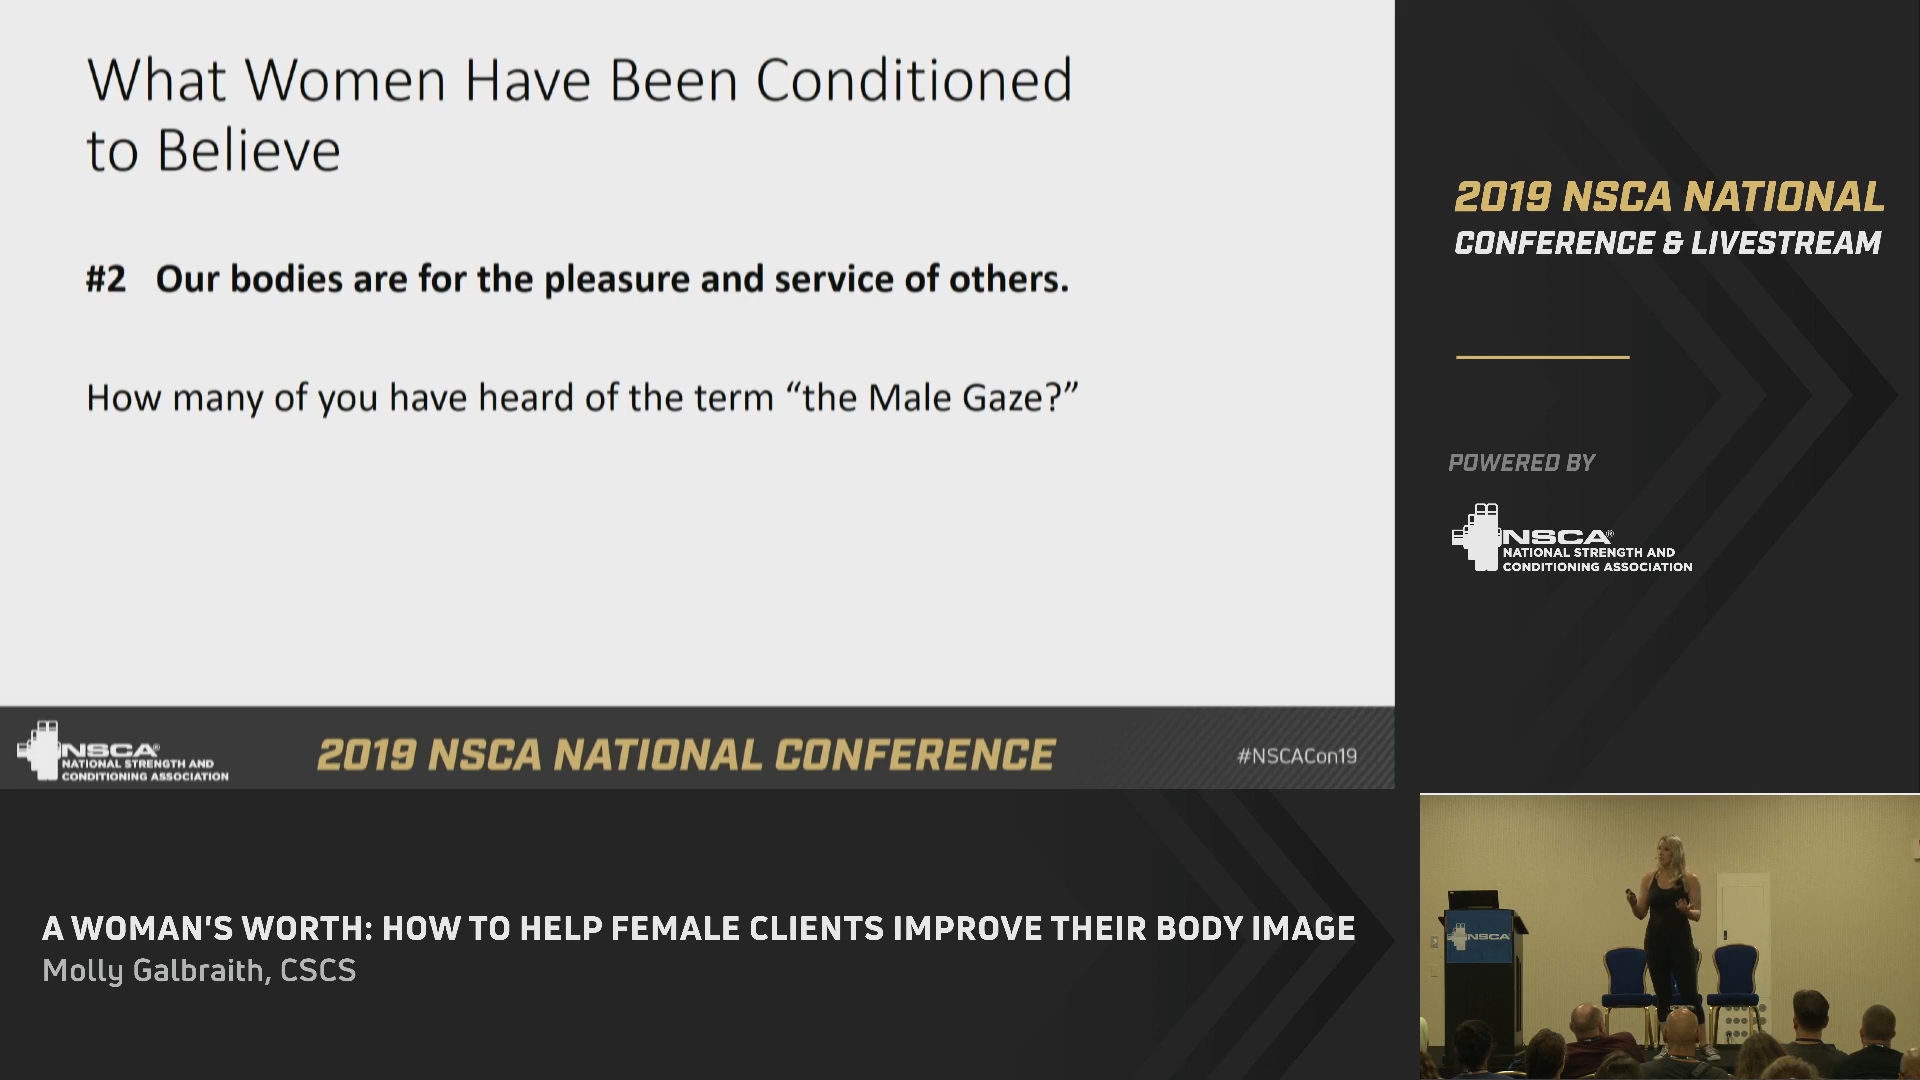 What Women Have Been Conditioned
to Believe
#2 Our bodies are for the pleasure and service of others.
How many of you have heard of the term “the Male Gaze?”
NSCA®
NATIONAL STRENGTH AND
CONDITIONING ASSOCIATION
2019 NSCA NATIONAL CONFERENCE
#NSCACon19
2019 NSCA NATIONAL
CONFERENCE & LIVESTREAM
POWERED BY
NSCA®
NATIONAL STRENGTH AND
CONDITIONING ASSOCIATION
A WOMAN'S WORTH: HOW TO HELP FEMALE CLIENTS IMPROVE THEIR BODY IMAGE
Molly Galbraith, CSCS
NSCA